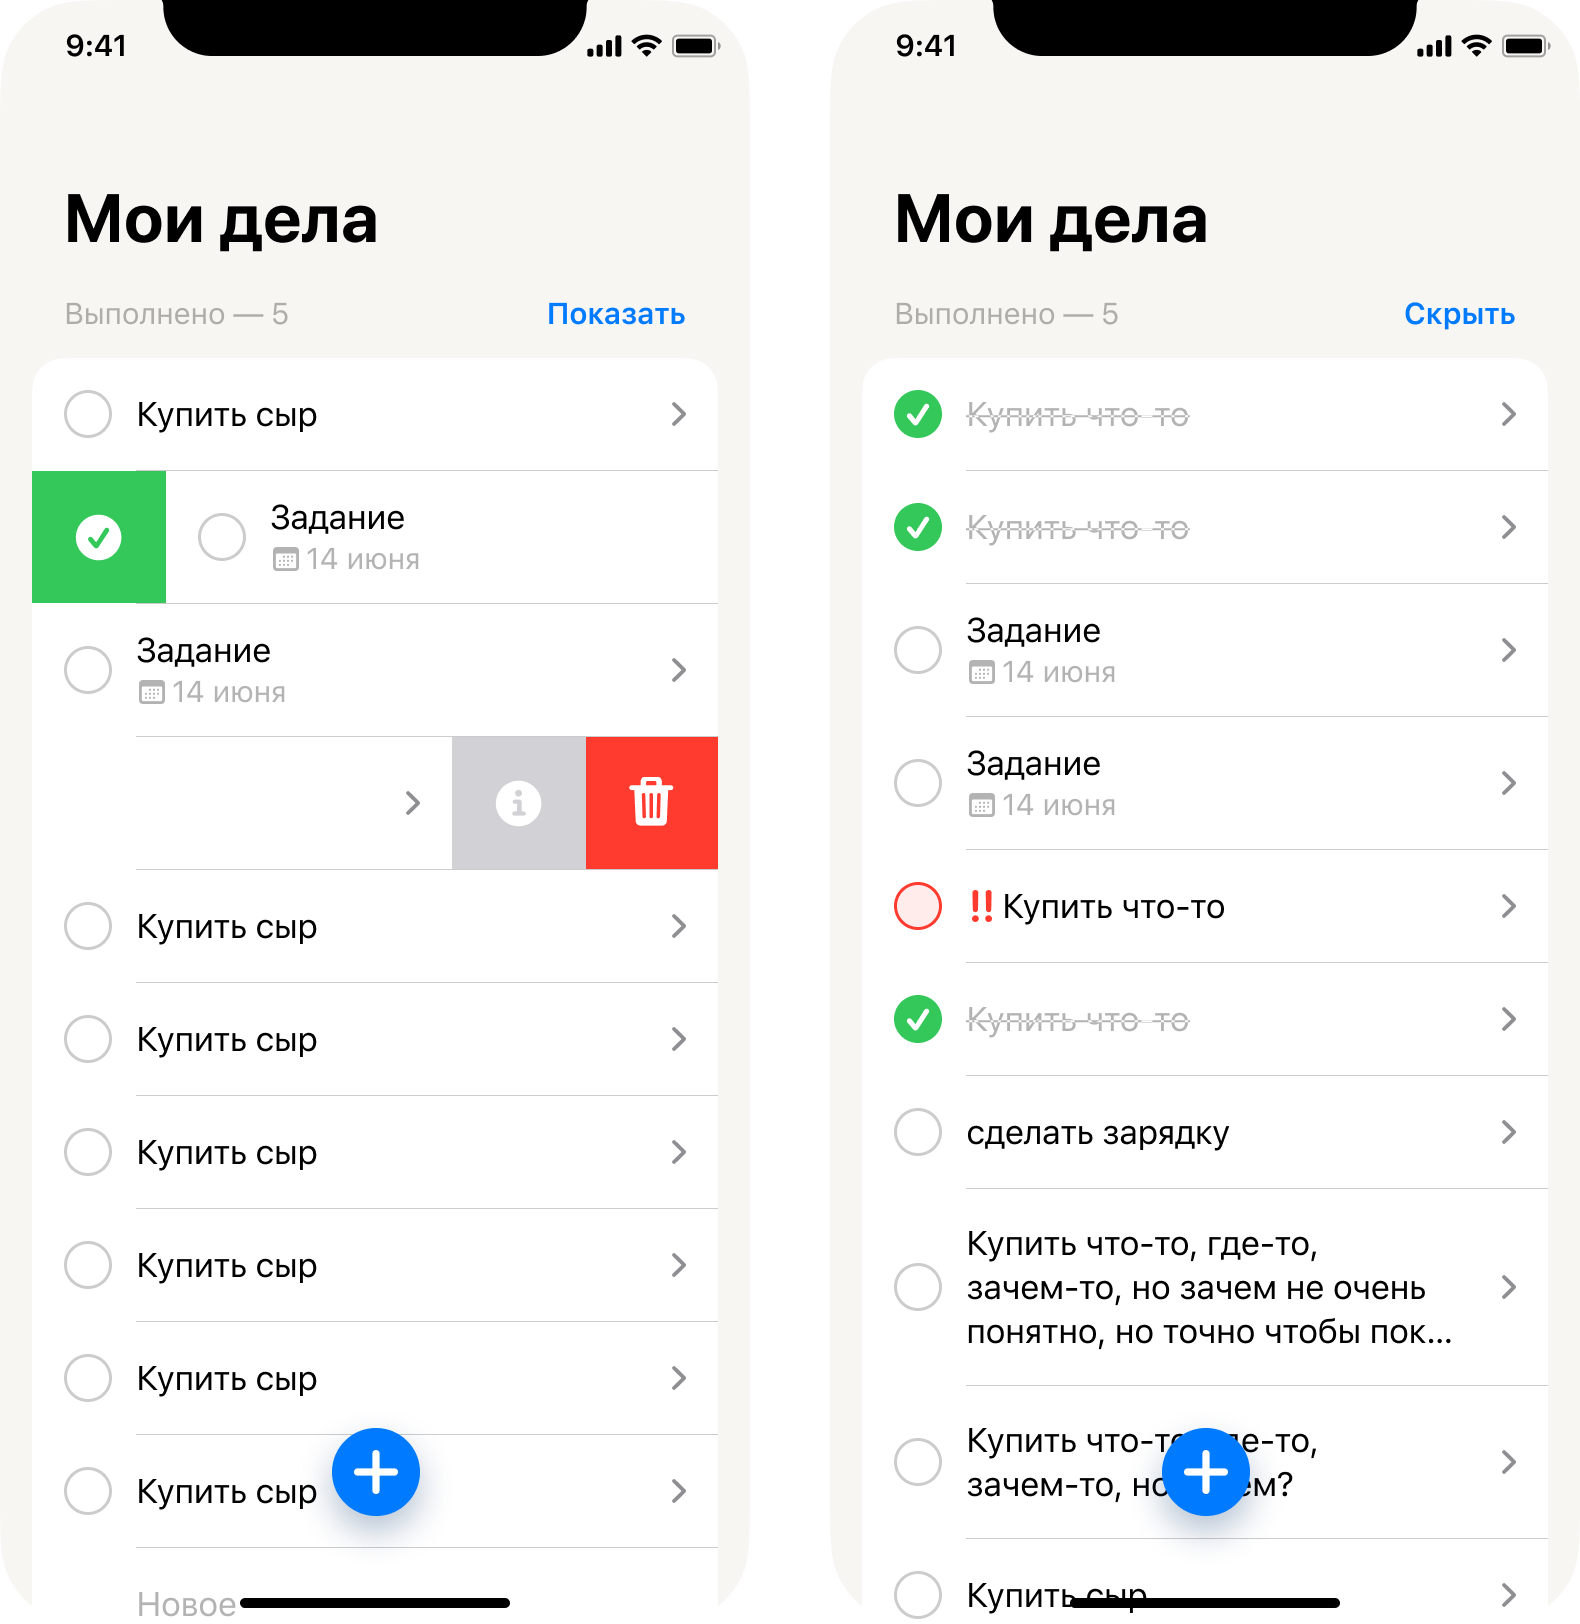 9:41
Мои дела
Выполнено — 5
Показать
Купить сыр
Задание
14 июня
Задание
14 июня
Купить сыр
Купить сыр
Купить сыр
Купить сыр
Купить сыр
Купить сыр
Новое
9:41
Мои дела
Выполнено — 5
Скрыть
Купить что-то
Купить что-то
Задание
14 июня
Задание
14 июня
!! Купить что-то
Купить что-то
сделать зарядку
Купить что-то, где-то,
зачем-то, но зачем не очень
понятно, но точно чтобы пок...
Купить что-то, где-то,
зачем-то, но зачем?
Купить сыр